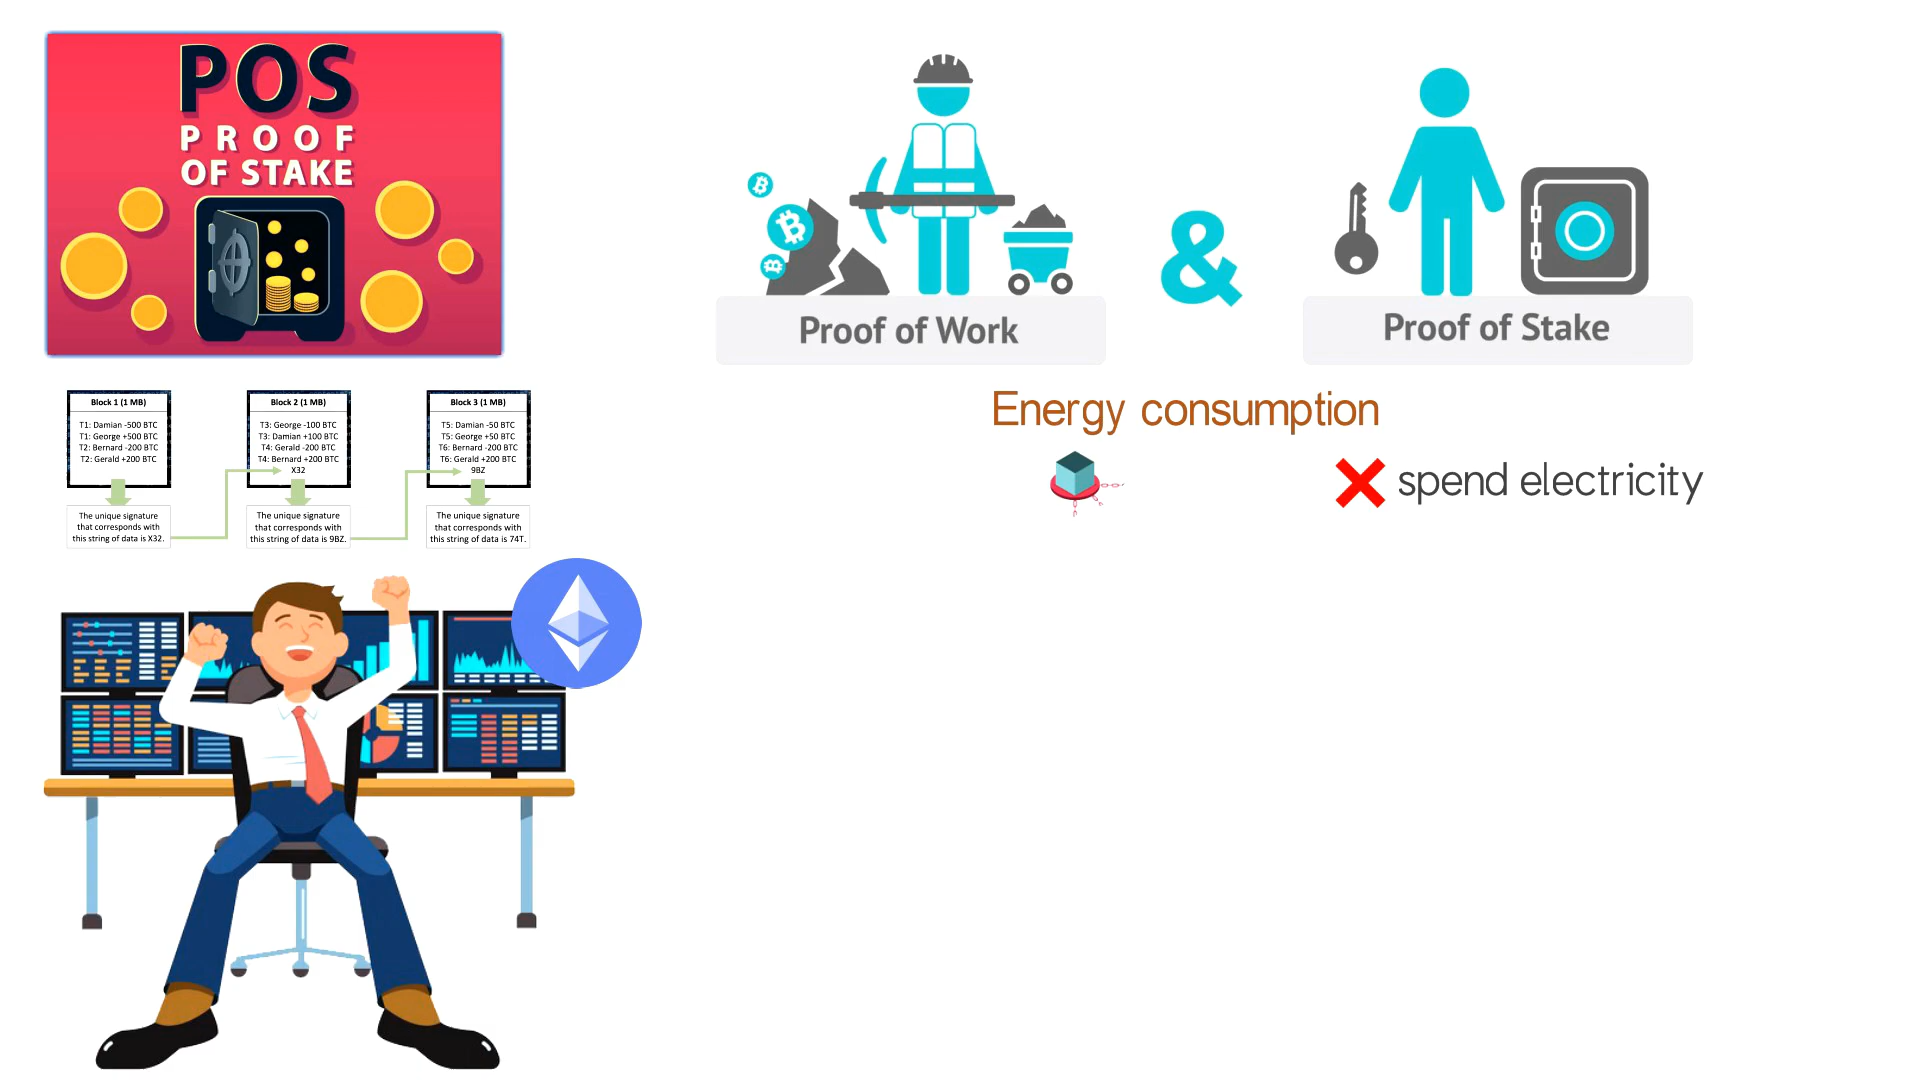 POS
PROOF
OF STAKE
Proof of Work
&
Proof of Stake
Energy consumption
spend electricity
Block 1 (1 MB)
T1: Damian -500 BTC
T1: George +500 BTC
T2: Bernard -200 BTC
T2: Gerald +200 BTC
The unique signature
that corresponds with
this string of data is X32.
Block 2 (1 MB)
T3: George -100 BTC
T3: Damian +100 BTC
T4: Gerald -200 BTC
T4: Bernard +200 BTC
X32
The unique signature
that corresponds with
this string of data is 9BZ.
Block 3 (1 MB)
T5: Damian -50 BTC
T5: George +50 BTC
T6: Bernard -200 BTC
T6: Gerald +200 BTC
9BZ
The unique signature
that corresponds with
this string of data is 74T.